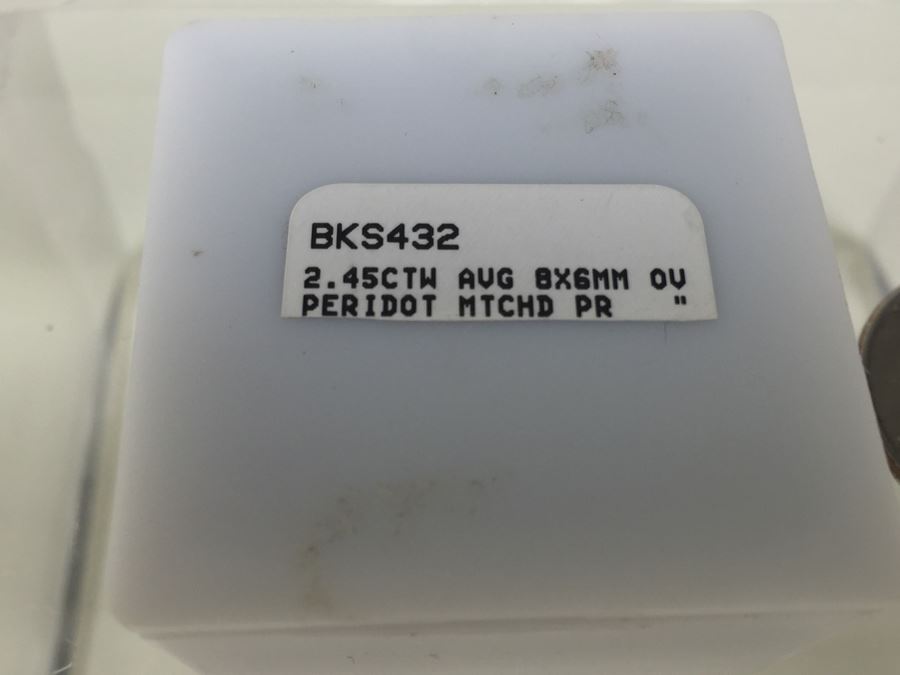 BKS432
2.45CTW AVG 8X6MM OV
PERIDOT MTCHD PR "